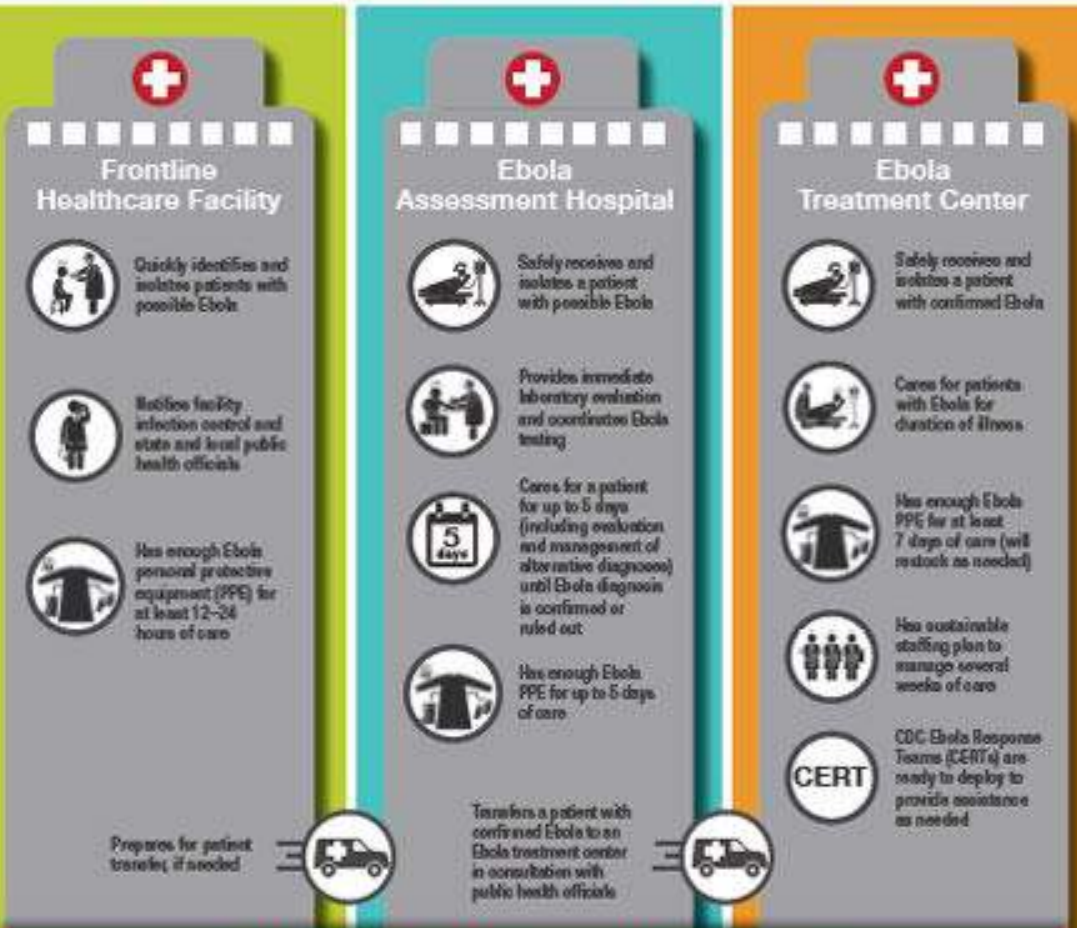 Frontline
Healthcare Facility
Quickly identifies and
isolates patients with
possible Ebola
Notifies facility
infection control and
state and local public
health officials
Has enough Ebola
personal protective
equipment (PPE) for
at least 12–24
hours of care
Prepares for patient
transfer, if needed
Ebola
Assessment Hospital
Safely receives and
isolates a patient
with possible Ebola
Provides immediate
laboratory evaluation
and coordinates Ebola
testing
5
days
Cares for a patient
for up to 5 days
(including evaluation
and management of
alternative diagnoses)
until Ebola diagnosis
is confirmed or
ruled out
Has enough Ebola
PPE for up to 5 days
of care
Transfers a patient with
confirmed Ebola to an
Ebola treatment center
in consultation with
public health officials
Ebola
Treatment Center
Safely receives and
isolates a patient
with confirmed Ebola
Cares for patients
with Ebola for
duration of illness
Has enough Ebola
PPE for at least
7 days of care (will
restock as needed)
Has sustainable
staffing plan to
manage several
weeks of care
CERT
CDC Ebola Response
Teams (CERTs) are
ready to deploy to
provide assistance
as needed